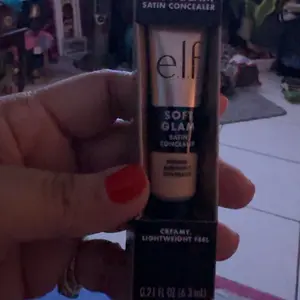 SATIN CONCEALER
e.l.f.
SOFT
GLAM
SATIN
CONCEALER
CREAMY,
LIGHTWEIGHT FEEL
0.21 FL OZ (6.3 mL)